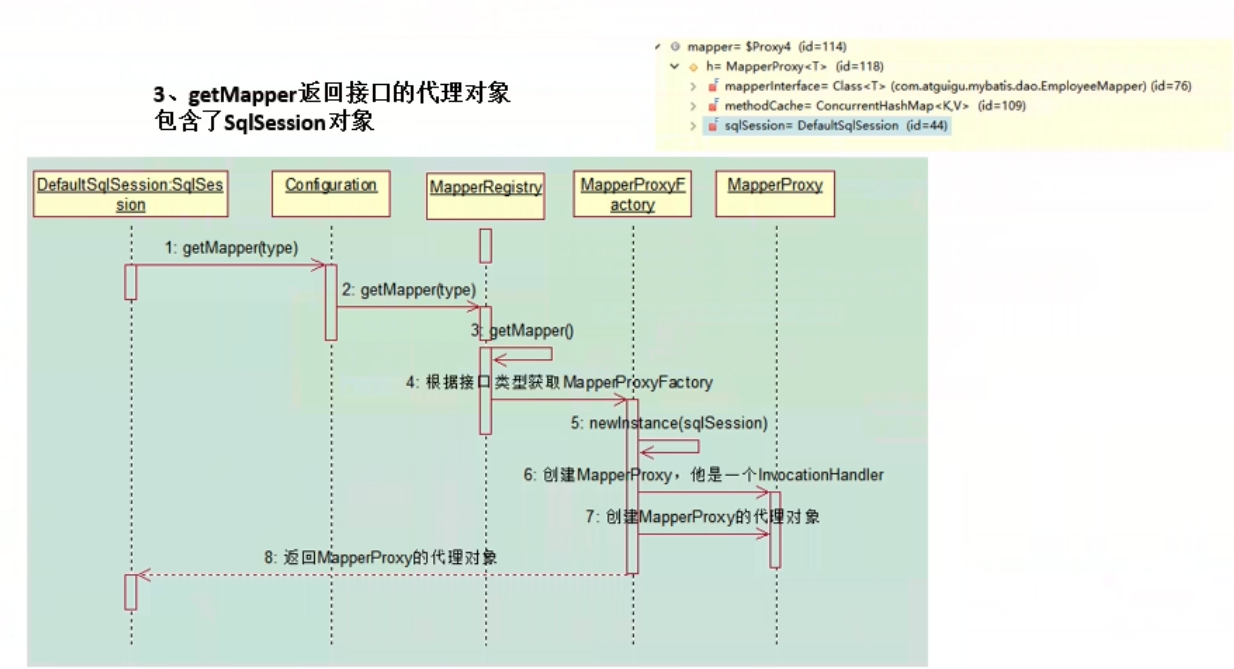 3、getMapper返回接口的代理对象
包含了SqlSession对象
mapper= $Proxy4 (id=114)
h= MapperProxy<T> (id=118)
mapperInterface= Class<T> (com.atguigu.mybatis.dao.EmployeeMapper) (id=76)
methodCache= ConcurrentHashMap<K,V> (id=109)
sqlSession= DefaultSqlSession (id=44)
DefaultSqlSession:SqlSes
sion
Configuration
MapperRegistry
MapperProxyF
actory
MapperProxy
1: getMapper(type)
2: getMapper(type)
3: getMapper()
4: 根据接口类型获取MapperProxyFactory
5: newInstance(sqlSession)
6: 创建MapperProxy，他是一个InvocationHandler
7: 创建MapperProxy的代理对象
8: 返回MapperProxy的代理对象